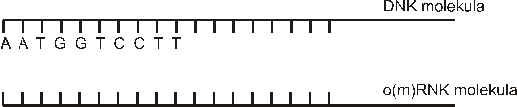 DNK molekula
A A T G G T C C T T
o(m)RNK molekula